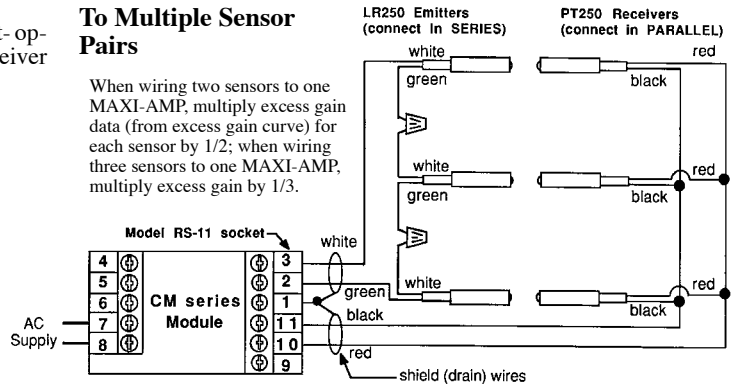 t- op-
eiver
To Multiple Sensor
Pairs
When wiring two sensors to one
MAXI-AMP, multiply excess gain
data (from excess gain curve) for
each sensor by 1/2; when wiring
three sensors to one MAXI-AMP,
multiply excess gain by 1/3.
LR250 Emitters
(connect in SERIES)
PT250 Receivers
(connect in PARALLEL)
white
green
red
black
white
green
red
black
white
red
black
Model RS-11 socket
white
green
black
red
4
5
6
7
8
CM series
Module
3
2
1
11
10
9
AC
Supply
shield (drain) wires